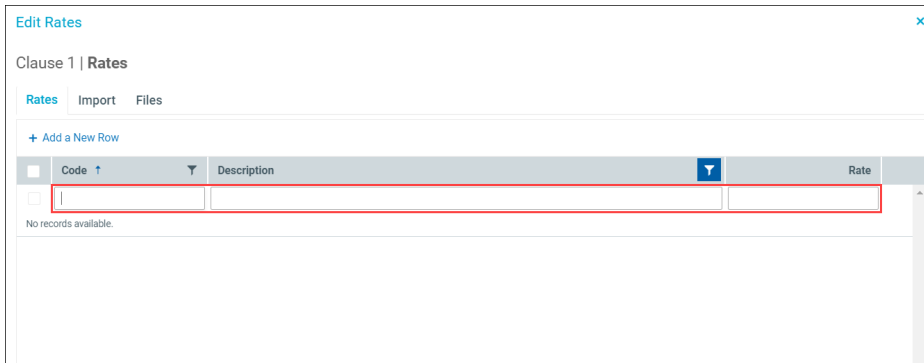 Edit Rates
Clause 1 | Rates
Rates Import Files
+ Add a New Row
Code ↑ Description Rate
No records available.